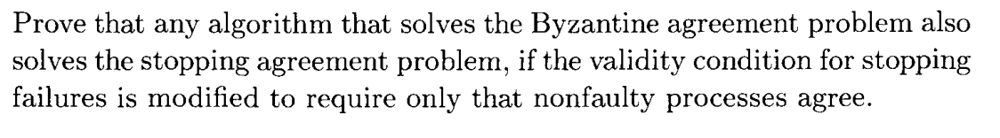 Prove that any algorithm that solves the Byzantine agreement problem also
solves the stopping agreement problem, if the validity condition for stopping
failures is modified to require only that nonfaulty processes agree.